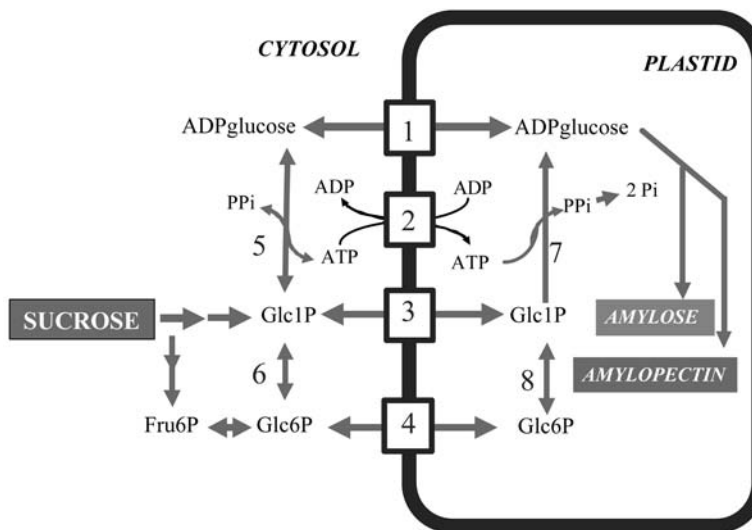 CYTOSOL
PLASTID
ADPglucose
1
ADPglucose
ADP
ADP
PPi
2
PPi
2 Pi
5
ATP
ATP
7
SUCROSE
Glc1P
3
Glc1P
AMYLOSE
6
8
AMYLOPECTIN
Fru6P
Glc6P
4
Glc6P